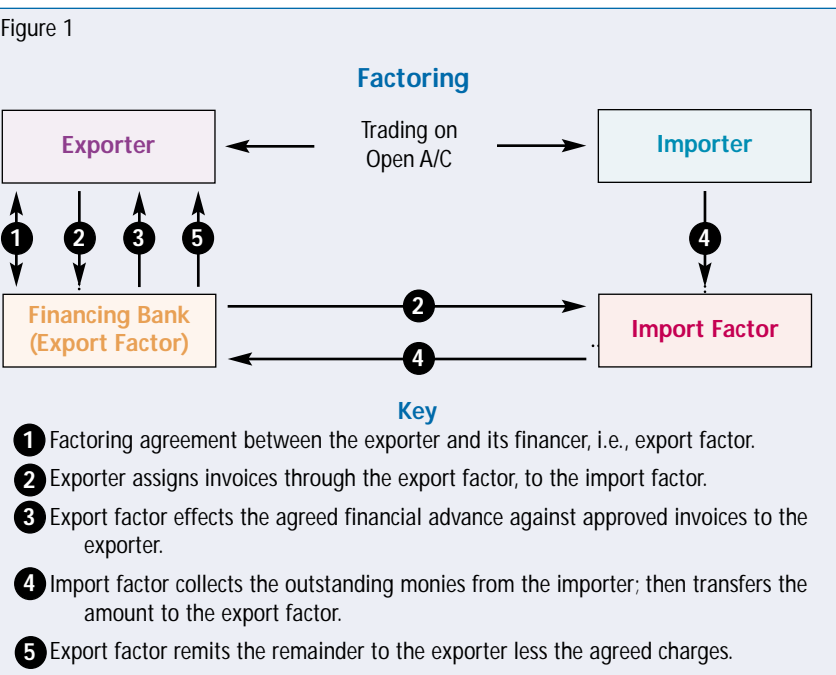 Figure 1
Factoring
Exporter
Trading on
Open A/C
Importer
1 2 3 5
4
Financing Bank
(Export Factor)
2
4
Import Factor
Key
1 Factoring agreement between the exporter and its financer, i.e., export factor.
2 Exporter assigns invoices through the export factor, to the import factor.
3 Export factor effects the agreed financial advance against approved invoices to the
exporter.
4 Import factor collects the outstanding monies from the importer; then transfers the
amount to the export factor.
5 Export factor remits the remainder to the exporter less the agreed charges.